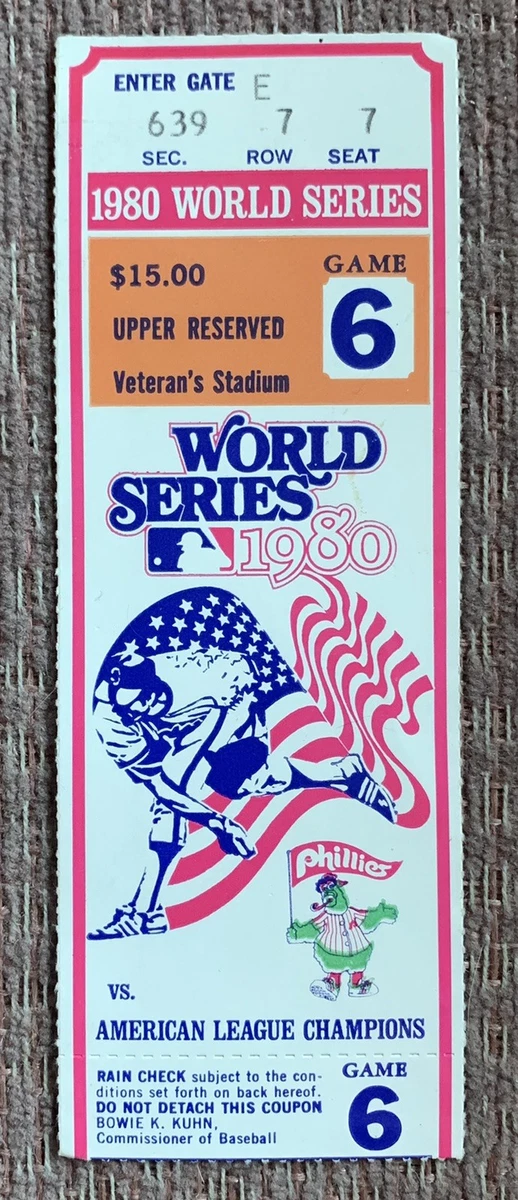 ENTER GATE E
639 7 7
SEC. ROW SEAT
1980 WORLD SERIES
$15.00
GAME
6
UPPER RESERVED
Veteran's Stadium
WORLD
SERIES
1980
Phillies
VS.
AMERICAN LEAGUE CHAMPIONS
RAIN CHECK subject to the con-
ditions set forth on back hereof.
DO NOT DETACH THIS COUPON
BOWIE K. KUHN,
Commissioner of Baseball
GAME
6